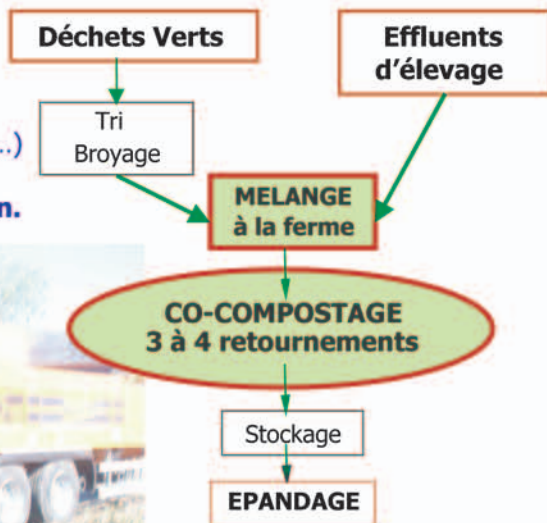 Déchets Verts
Effluents
d'élevage
Tri
Broyage
..)
n.
MELANGE
à la ferme
CO-COMPOSTAGE
3 à 4 retournements
Stockage
EPANDAGE